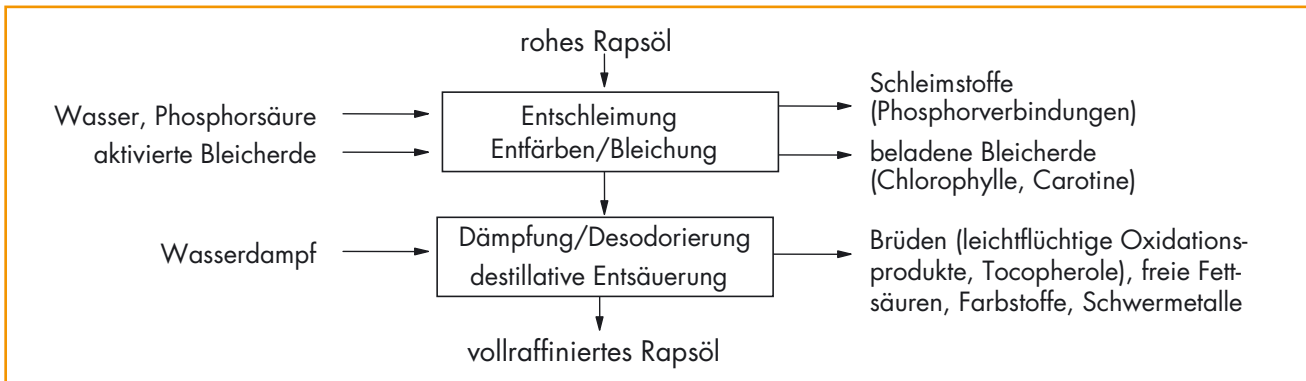 rohes Rapsöl
Wasser, Phosphorsäure
aktivierte Bleicherde
Entschleimung
Entfärben/Bleichung
Schleimstoffe
(Phosphorverbindungen)
beladene Bleicherde
(Chlorophylle, Carotine)
Wasserdampf
Dämpfung/Desodorierung
destillative Entsäuerung
Brüden (leichtflüchtige Oxidations-
produkte, Tocopherole), freie Fett-
säuren, Farbstoffe, Schwermetalle
vollraffiniertes Rapsöl